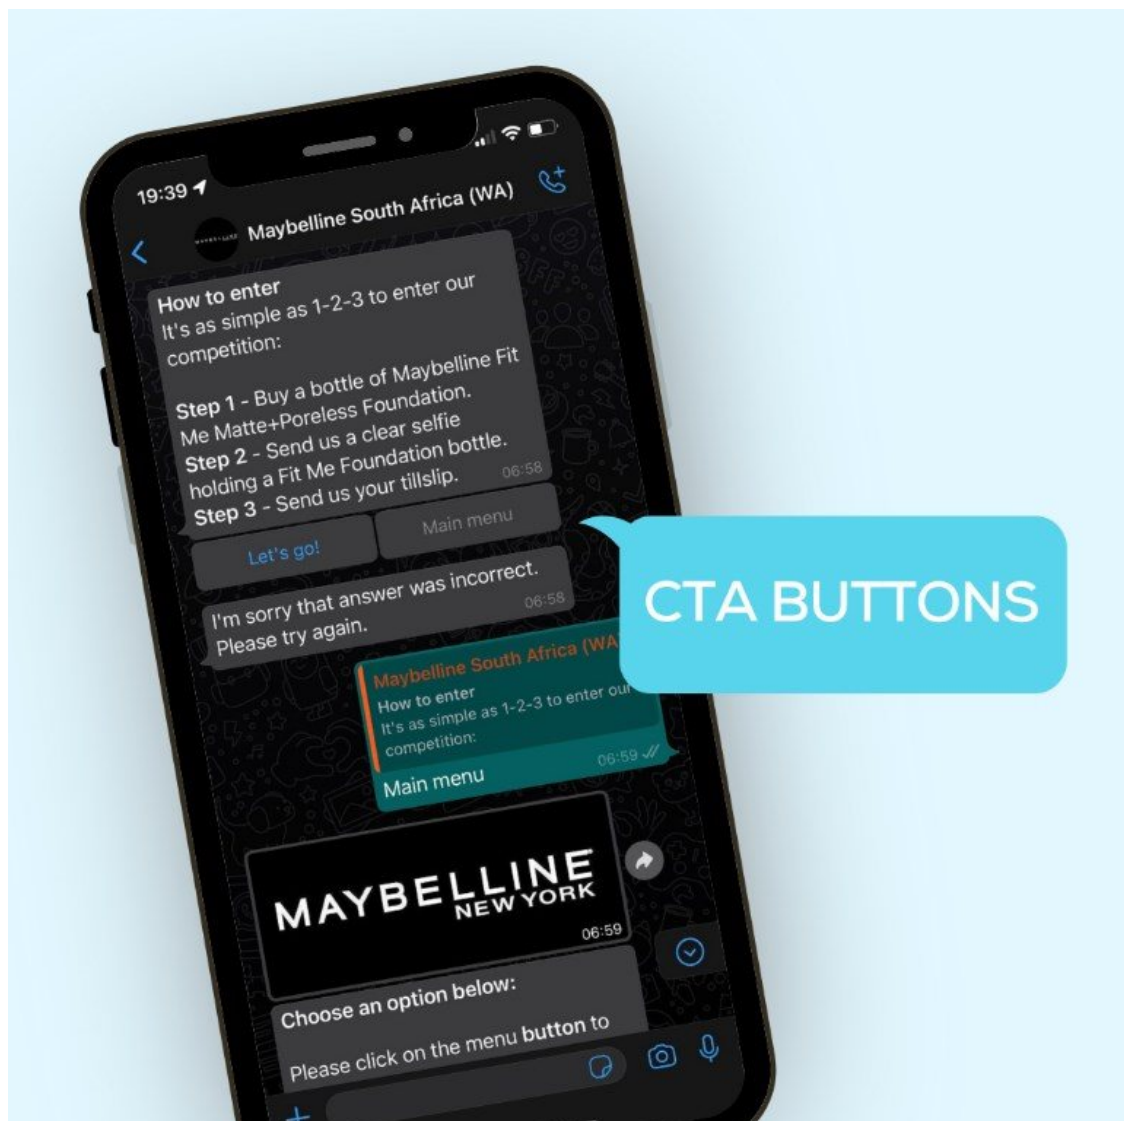 19:39
Maybelline South Africa (WA)
How to enter
It's as simple as 1-2-3 to enter our
competition:
Step 1 - Buy a bottle of Maybelline Fit
Me Matte+Poreless Foundation.
Step 2 - Send us a clear selfie
holding a Fit Me Foundation bottle.
Step 3 - Send us your tillslip.
06:58
Let's go!
Main menu
I'm sorry that answer was incorrect.
Please try again.
06:58
CTA BUTTONS
Maybelline South Africa (WA
How to enter
It's as simple as 1-2-3 to enter our
competition:
Main menu
06:59
MAYBELLINE
NEW YORK
06:59
Choose an option below:
Please click on the menu button to